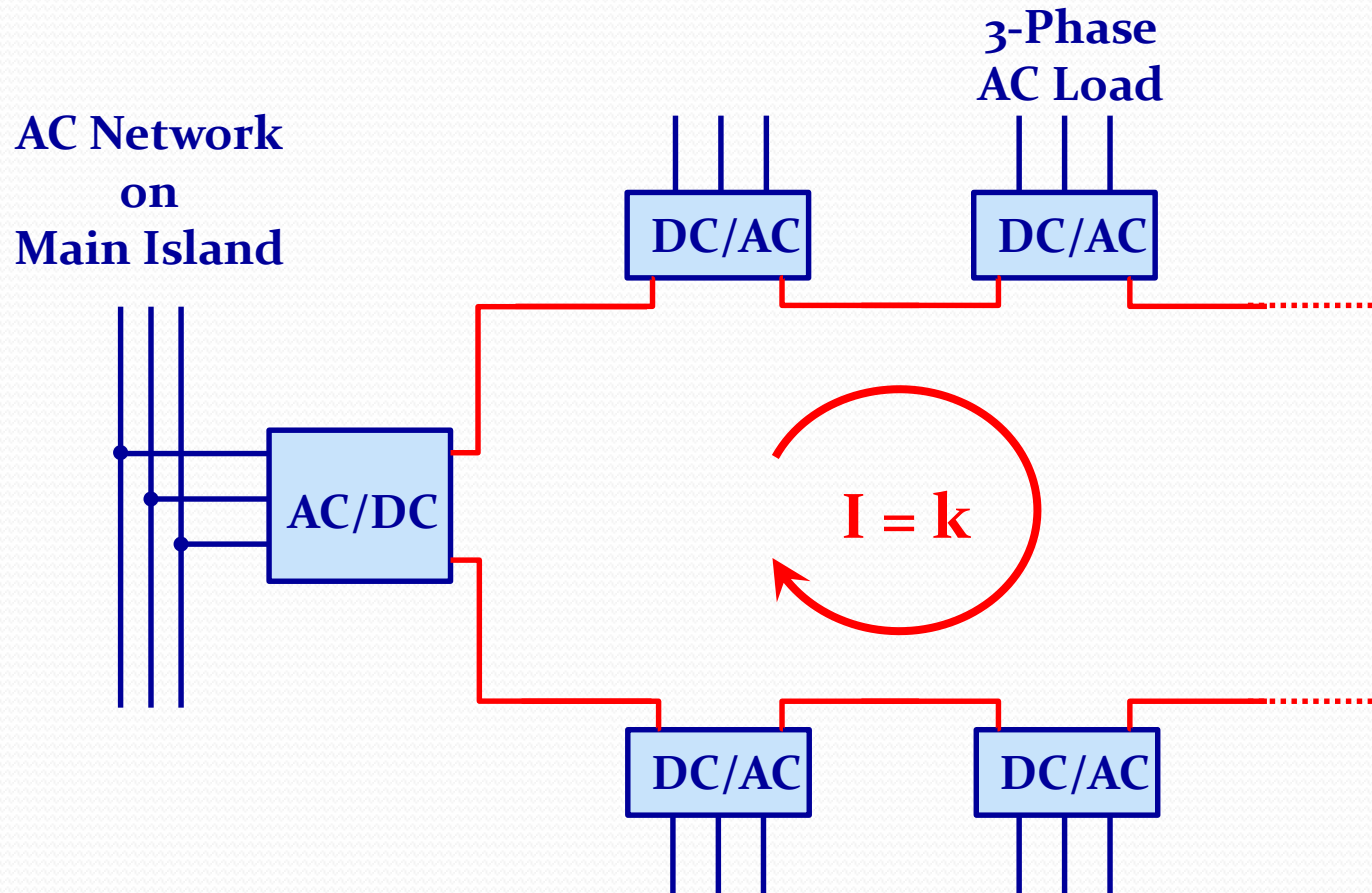 3-Phase
AC Load
AC Network
on
Main Island
DC/AC
DC/AC
AC/DC
I = k
DC/AC
DC/AC